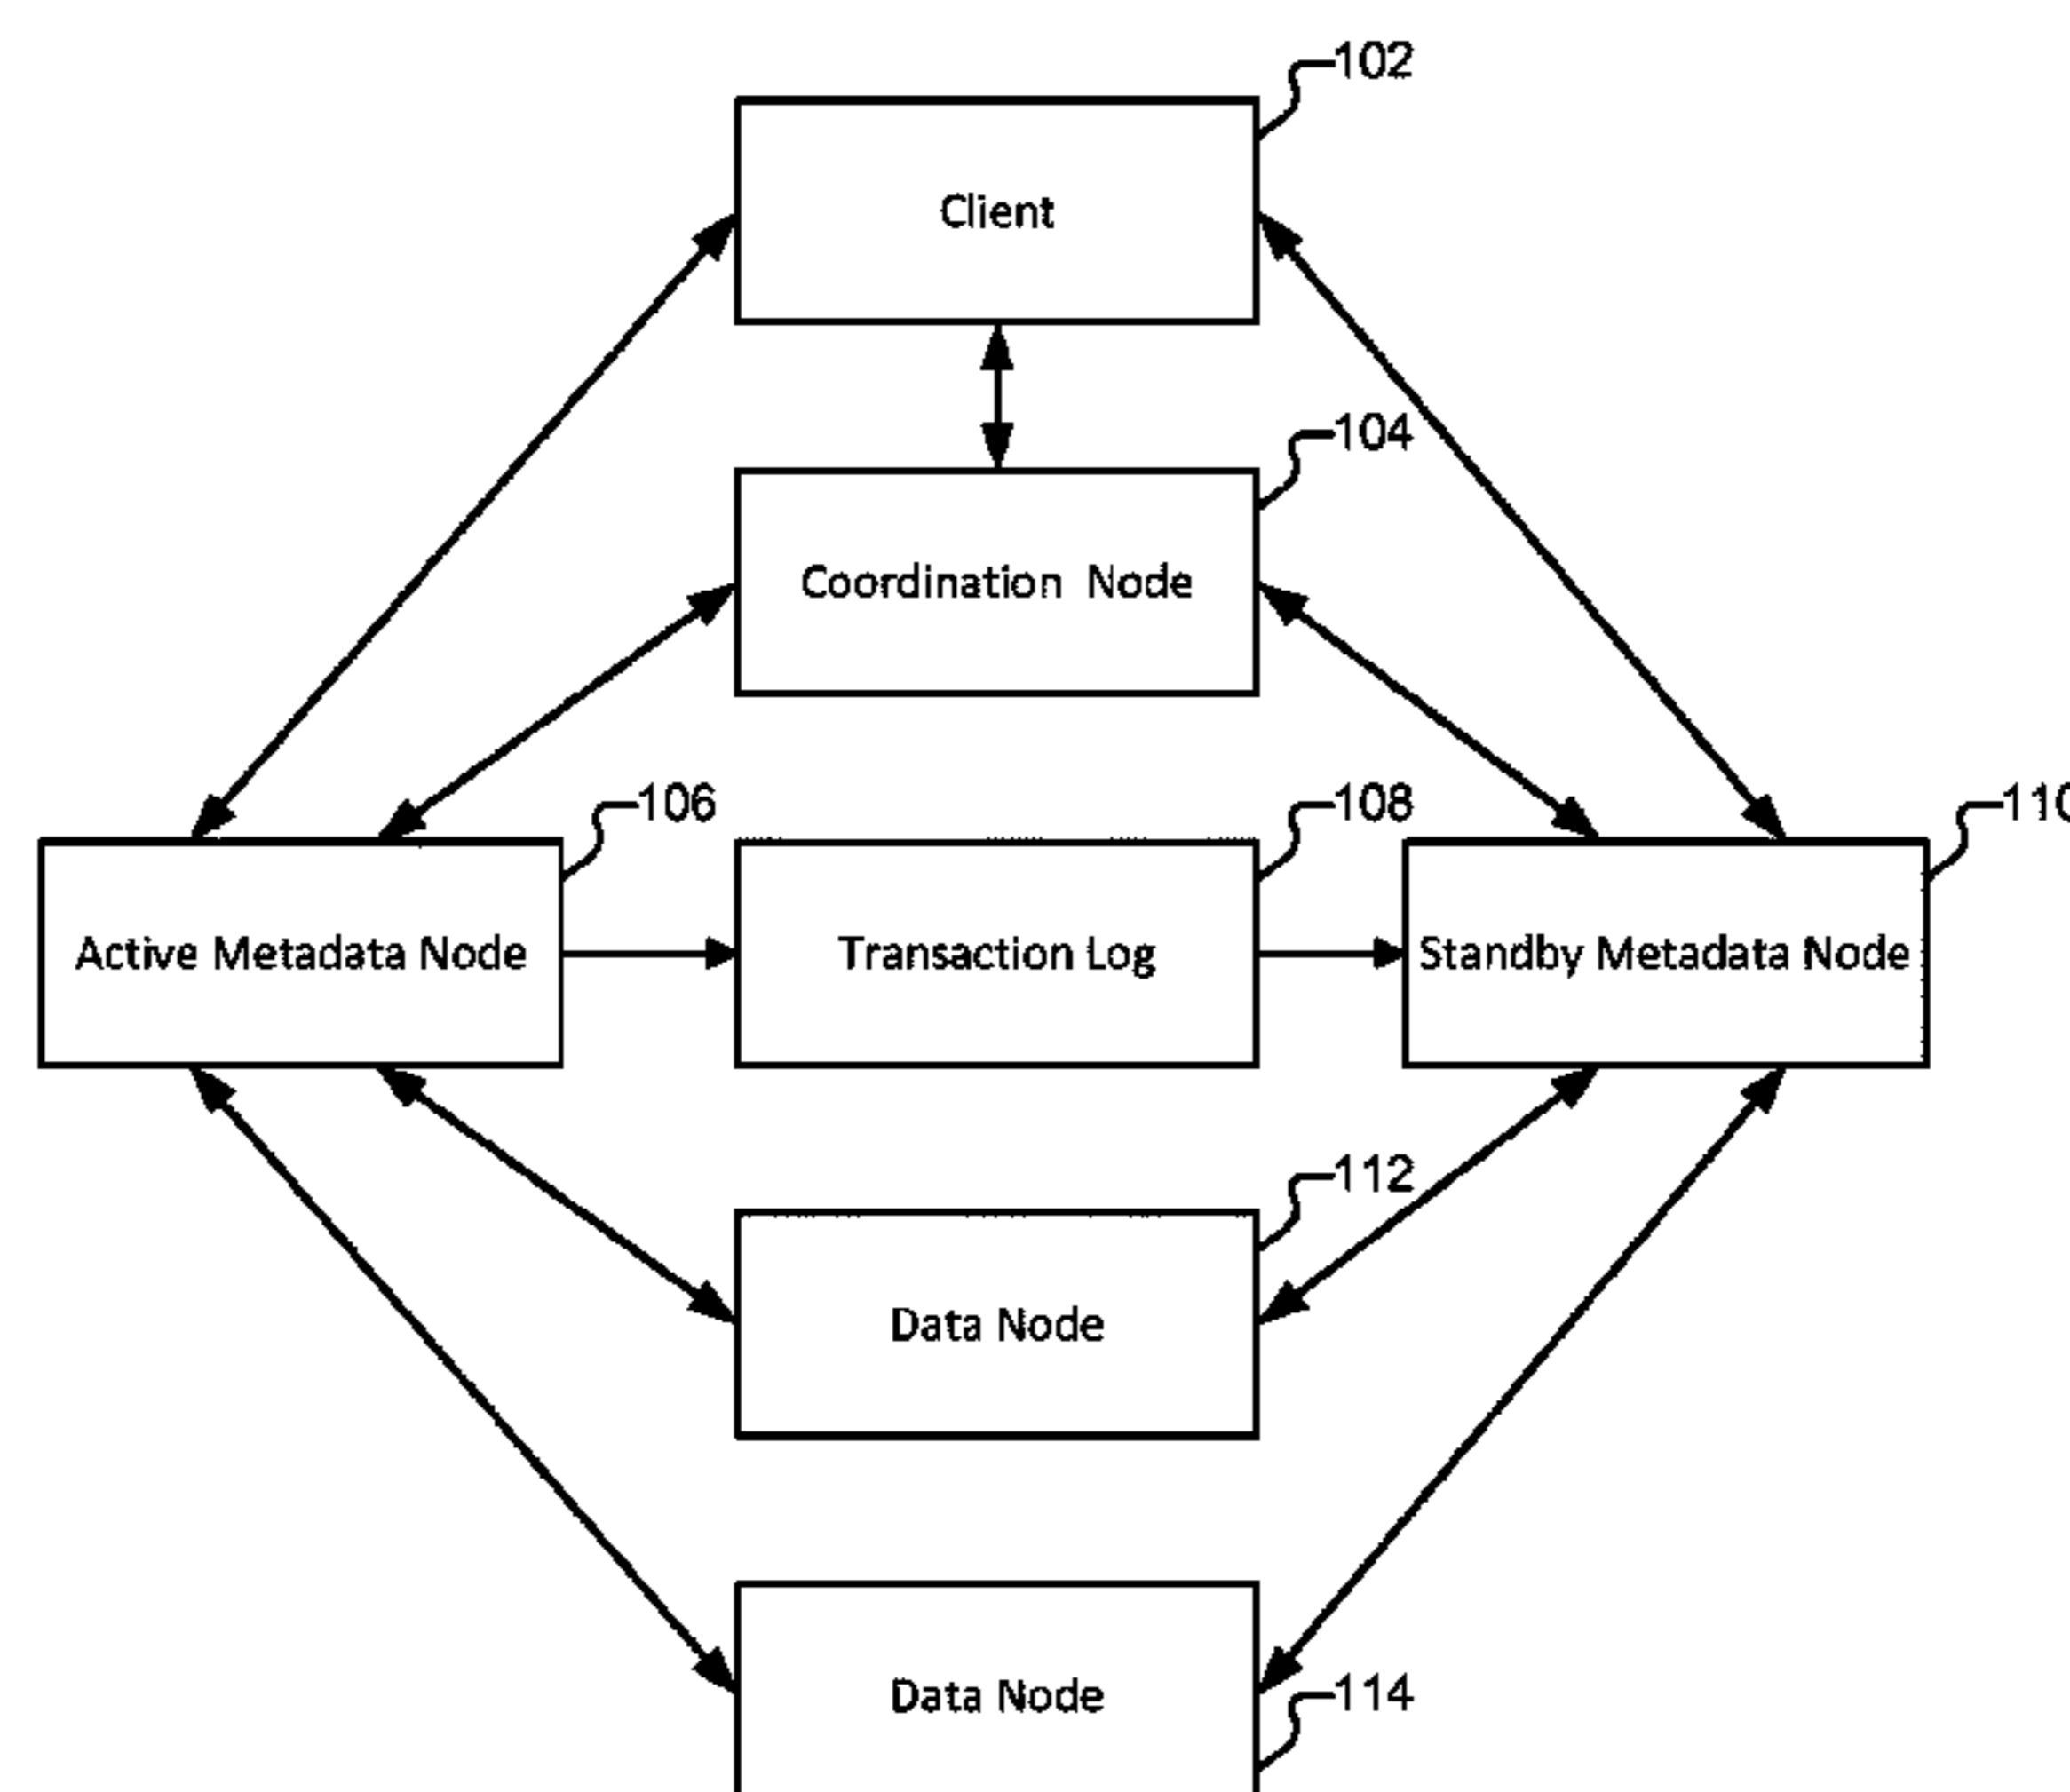 102
Client
104
Coordination Node
106
108
110
Active Metadata Node
Transaction Log
Standby Metadata Node
112
Data Node
Data Node
114